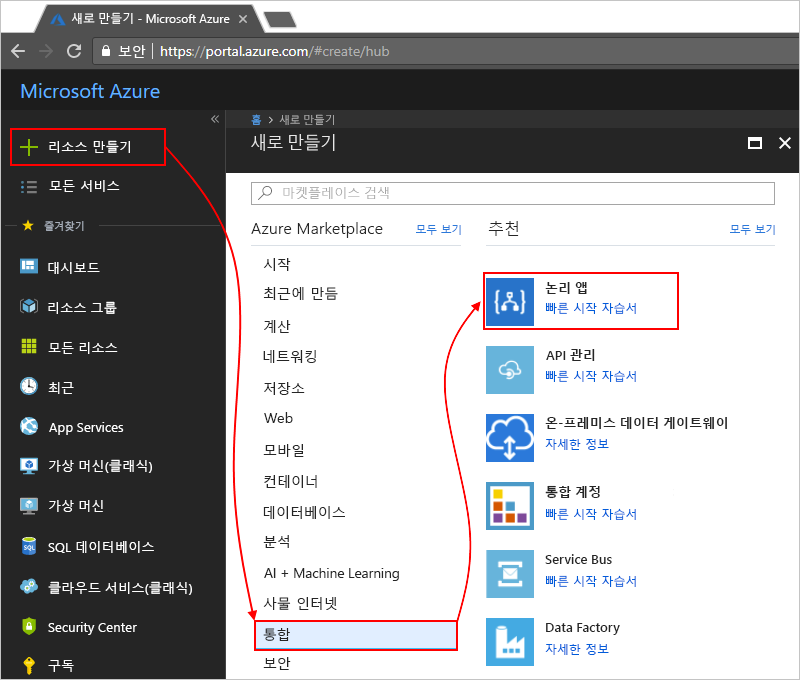 새로 만들기 - Microsoft Azure
보안 https://portal.azure.com/#create/hub
Microsoft Azure
리소스 만들기
모든 서비스
즐겨찾기
대시보드
리소스 그룹
모든 리소스
최근
App Services
가상 머신(클래식)
가상 머신
SQL 데이터베이스
클라우드 서비스(클래식)
Security Center
구독
홈 > 새로 만들기
새로 만들기
마켓플레이스 검색
Azure Marketplace 모두 보기
시작
최근에 만듬
계산
네트워킹
저장소
Web
모바일
컨테이너
데이터베이스
분석
AI + Machine Learning
사물 인터넷
통합
보안
추천 모두 보기
논리 앱
빠른 시작 자습서
API 관리
빠른 시작 자습서
온-프레미스 데이터 게이트웨이
자세한 정보
통합 계정
빠른 시작 자습서
Service Bus
빠른 시작 자습서
Data Factory
자세한 정보